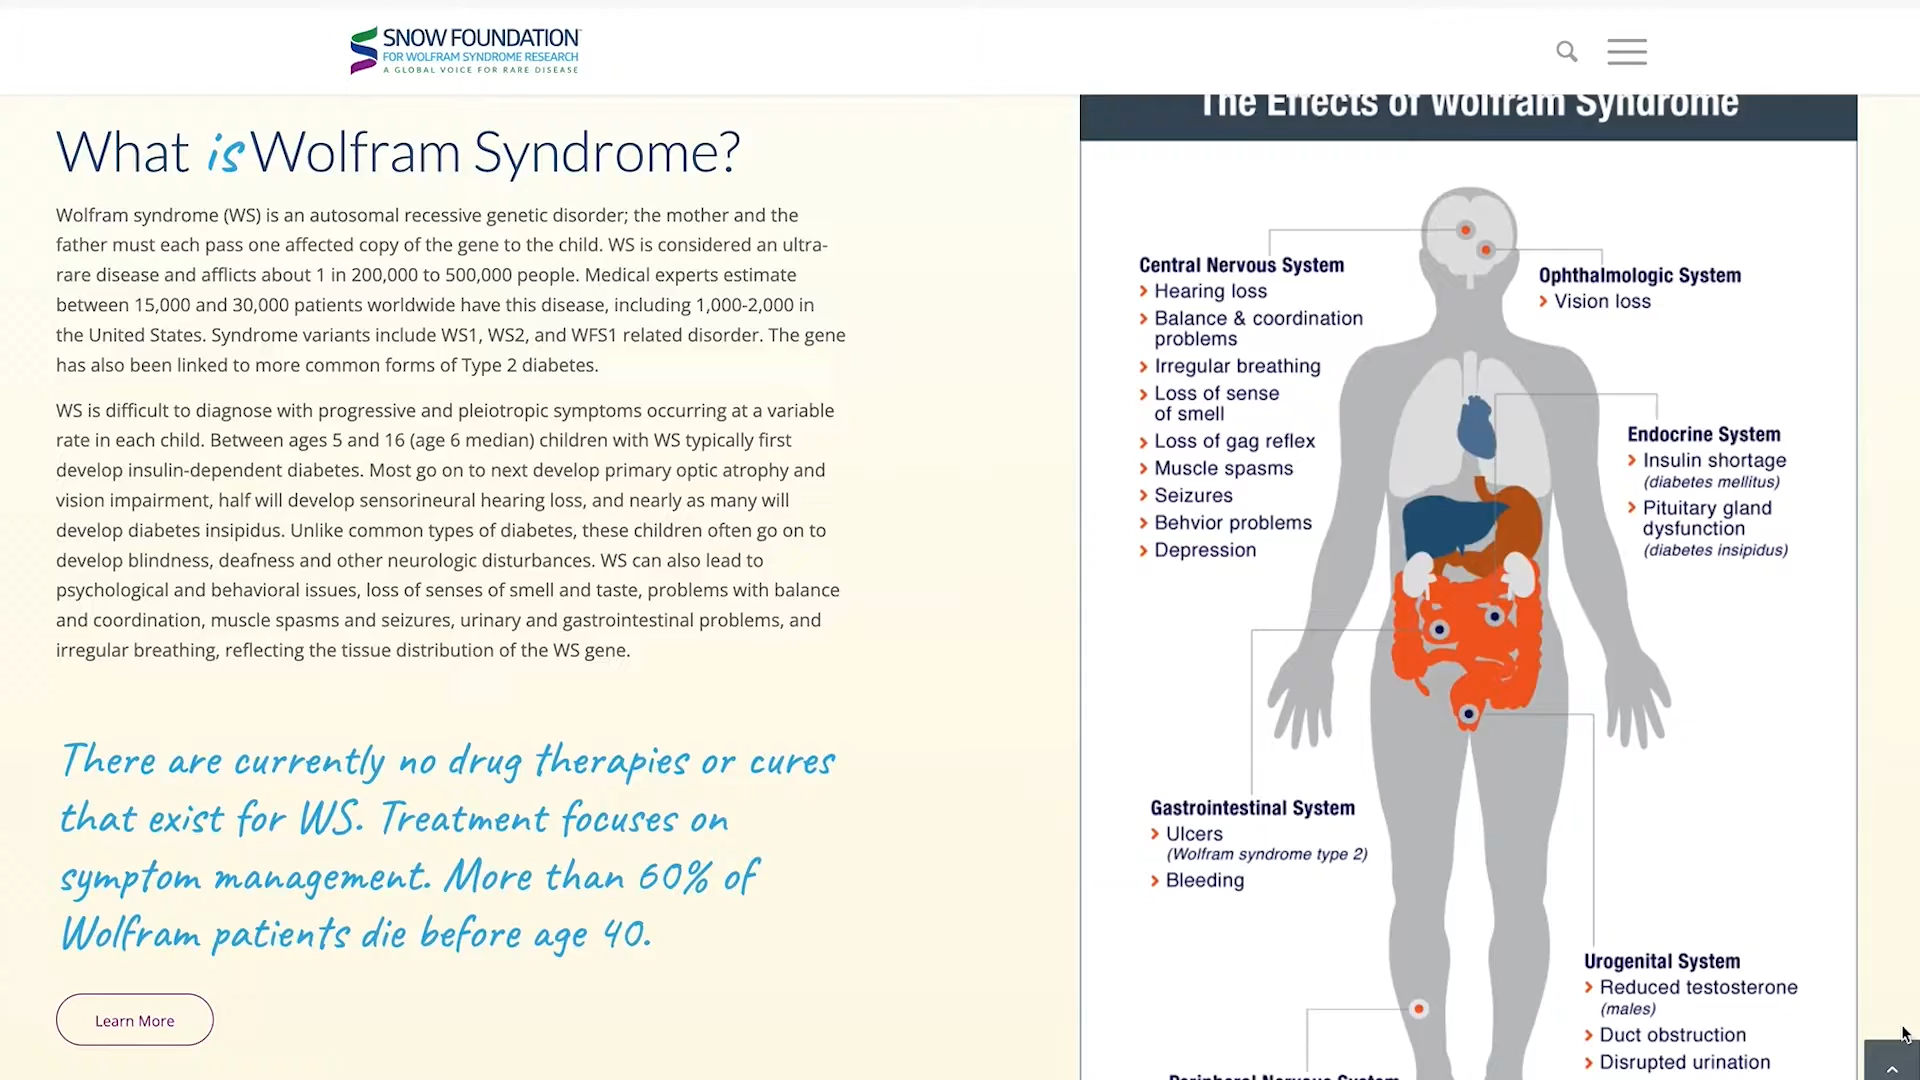 SNOW FOUNDATION
FOR WOLFRAM SYNDROME RESEARCH
A GLOBAL VOICE FOR RARE DISEASE
What is Wolfram Syndrome?
Wolfram syndrome (WS) is an autosomal recessive genetic disorder; the mother and the
father must each pass one affected copy of the gene to the child. WS is considered an ultra-
rare disease and afflicts about 1 in 200,000 to 500,000 people. Medical experts estimate
between 15,000 and 30,000 patients worldwide have this disease, including 1,000-2,000 in
the United States. Syndrome variants include WS1, WS2, and WFS1 related disorder. The gene
has also been linked to more common forms of Type 2 diabetes.
WS is difficult to diagnose with progressive and pleiotropic symptoms occurring at a variable
rate in each child. Between ages 5 and 16 (age 6 median) children with WS typically first
develop insulin-dependent diabetes. Most go on to next develop primary optic atrophy and
vision impairment, half will develop sensorineural hearing loss, and nearly as many will
develop diabetes insipidus. Unlike common types of diabetes, these children often go on to
develop blindness, deafness and other neurologic disturbances. WS can also lead to
psychological and behavioral issues, loss of senses of smell and taste, problems with balance
and coordination, muscle spasms and seizures, urinary and gastrointestinal problems, and
irregular breathing, reflecting the tissue distribution of the WS gene.
There are currently no drug therapies or cures
that exist for WS. Treatment focuses on
symptom management. More than 60% of
Wolfram patients die before age 40.
Learn More
The Effects of Wolfram Syndrome
Central Nervous System
Hearing loss
Balance & coordination
problems
Irregular breathing
Loss of sense
of smell
Loss of gag reflex
Muscle spasms
Seizures
Behvior problems
Depression
Ophthalmologic System
Vision loss
Endocrine System
Insulin shortage
(diabetes mellitus)
Pituitary gland
dysfunction
(diabetes insipidus)
Gastrointestinal System
Ulcers
(Wolfram syndrome type 2)
Bleeding
Urogenital System
Reduced testosterone
(males)
Duct obstruction
Disrupted urination
Peripheral Nervous System